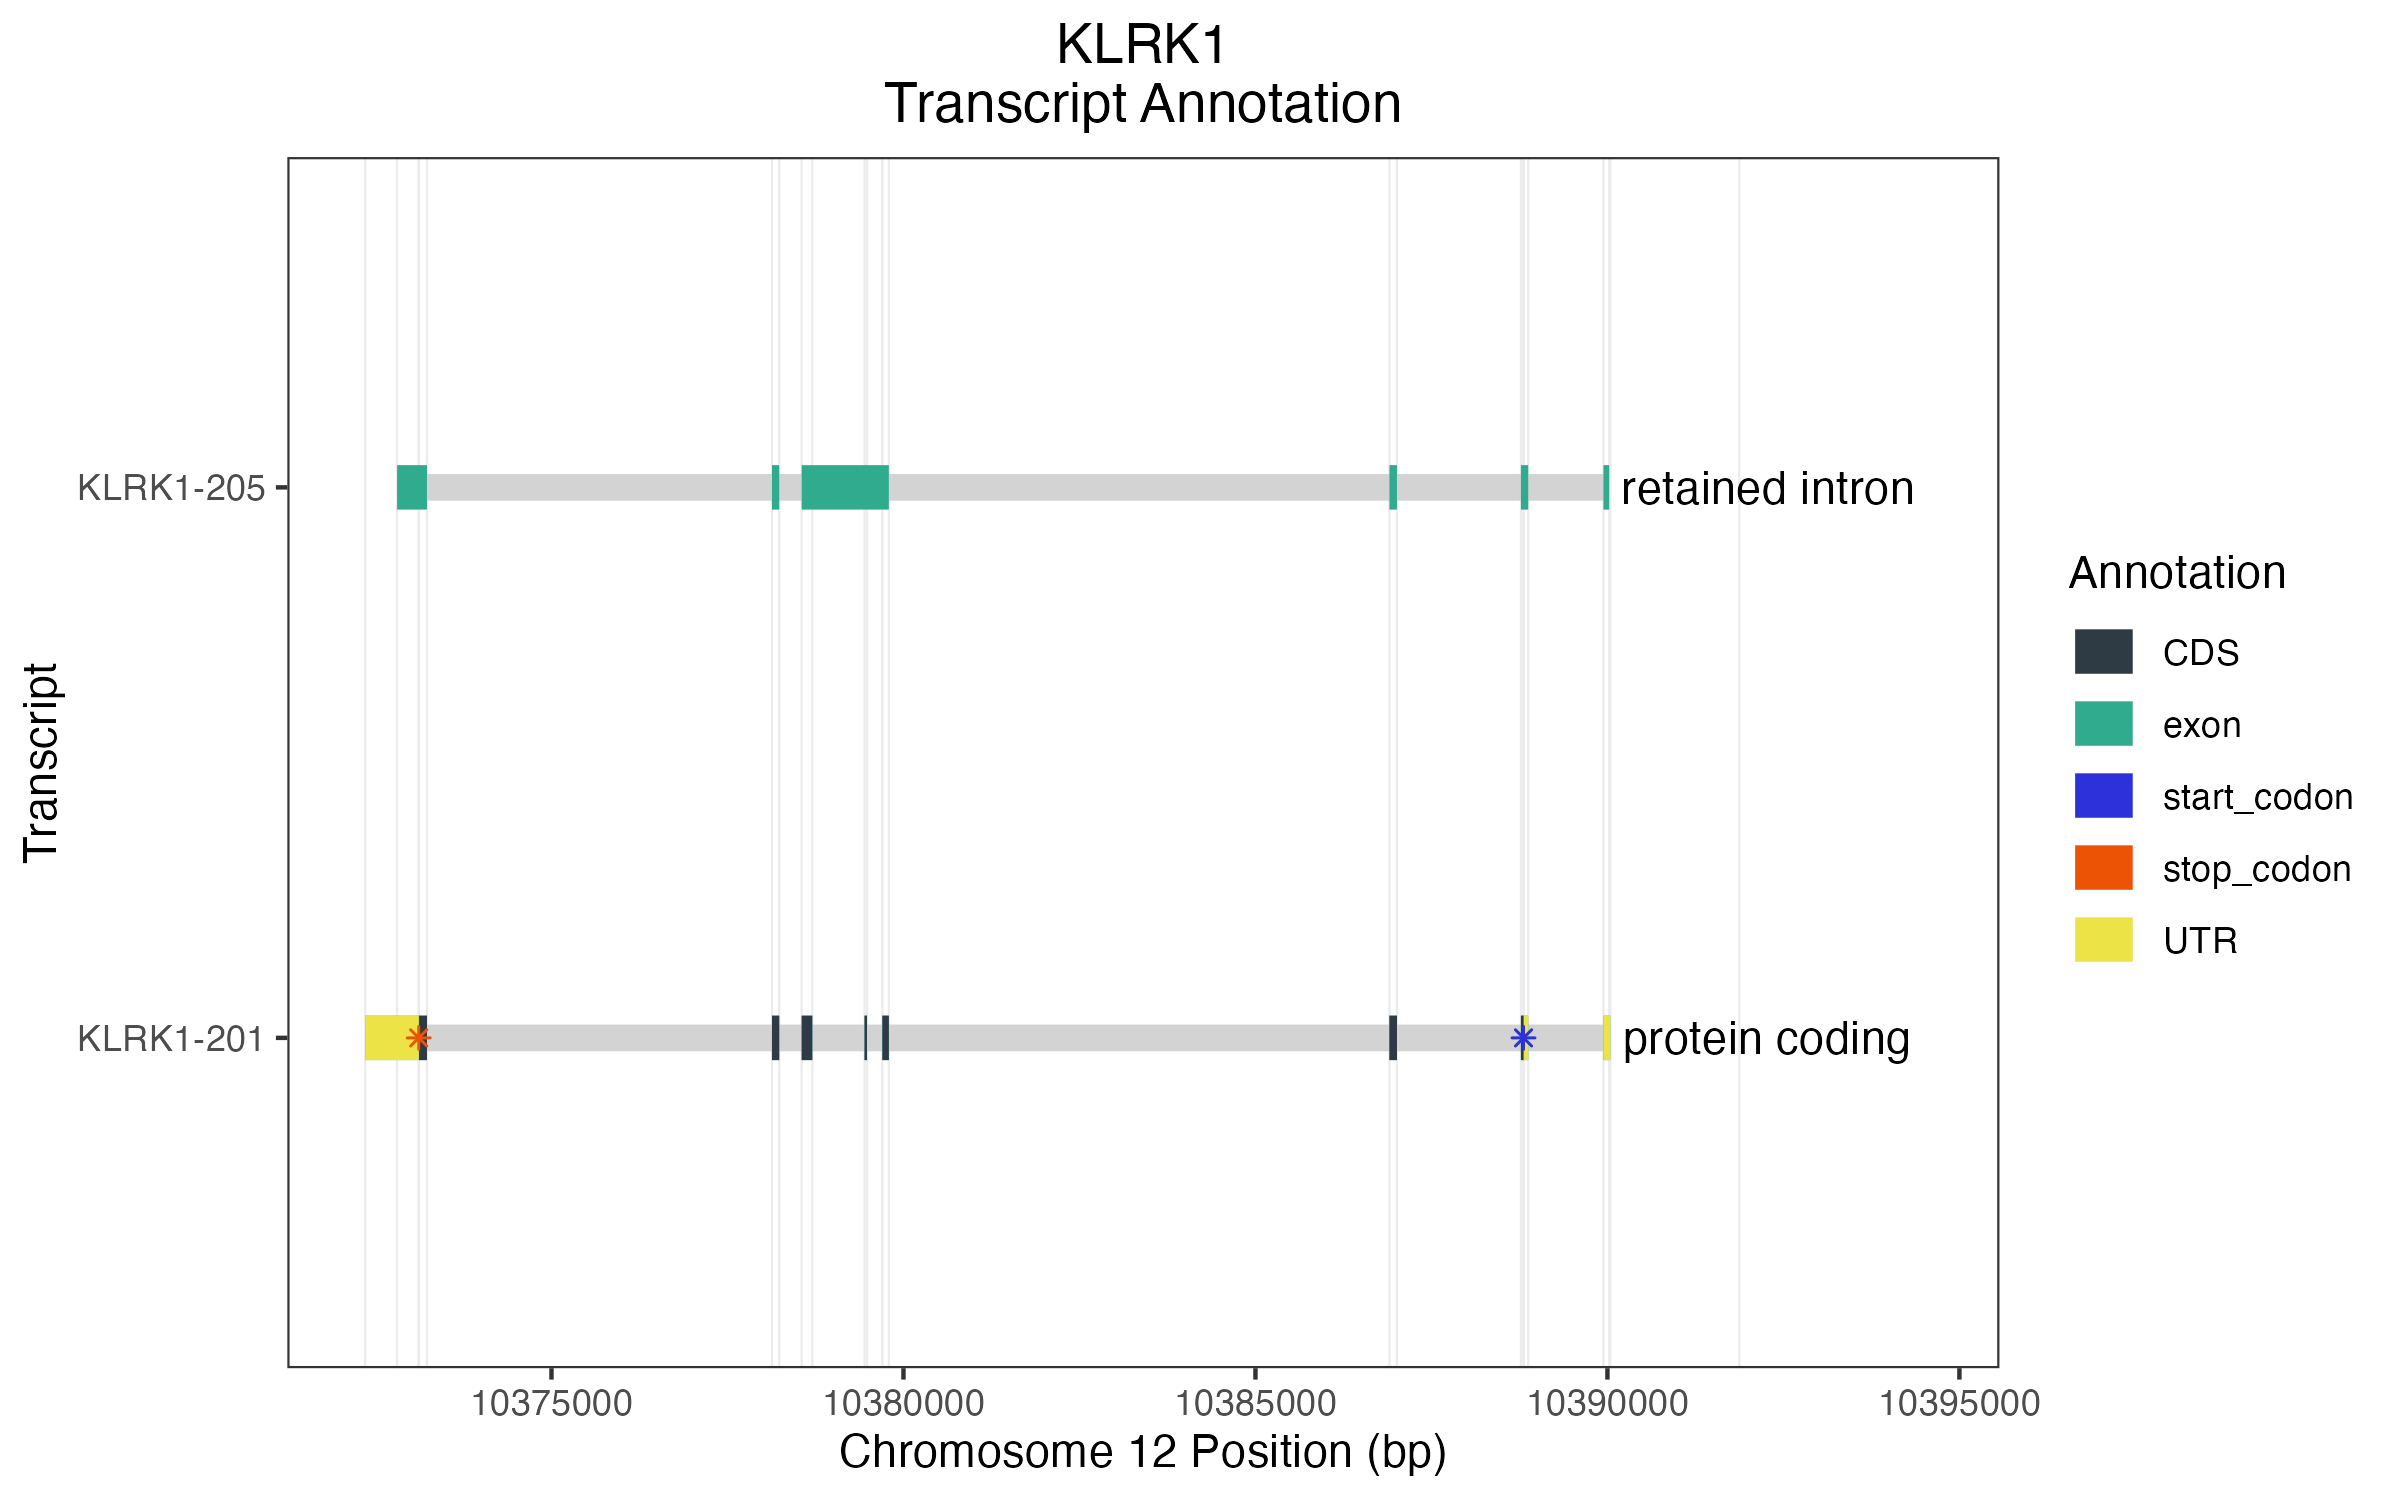 KLRK1
Transcript Annotation
Transcript
KLRK1-205
retained intron
KLRK1-201
protein coding
10375000
10380000
10385000
10390000
10395000
Chromosome 12 Position (bp)
Annotation
CDS
exon
start_codon
stop_codon
UTR